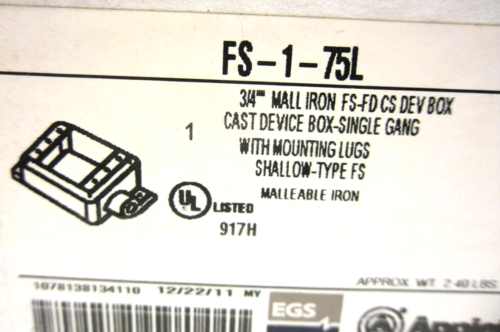 FS-1-75L
3/4"" MALL IRON FS-FD CS DEV BOX
1
CAST DEVICE BOX-SINGLE GANG
WITH MOUNTING LUGS
SHALLOW-TYPE FS
MALLEABLE IRON
UL LISTED
917H
APPROX WT 2.40 LBS
1078138134110 12/22/11 MY
EGS